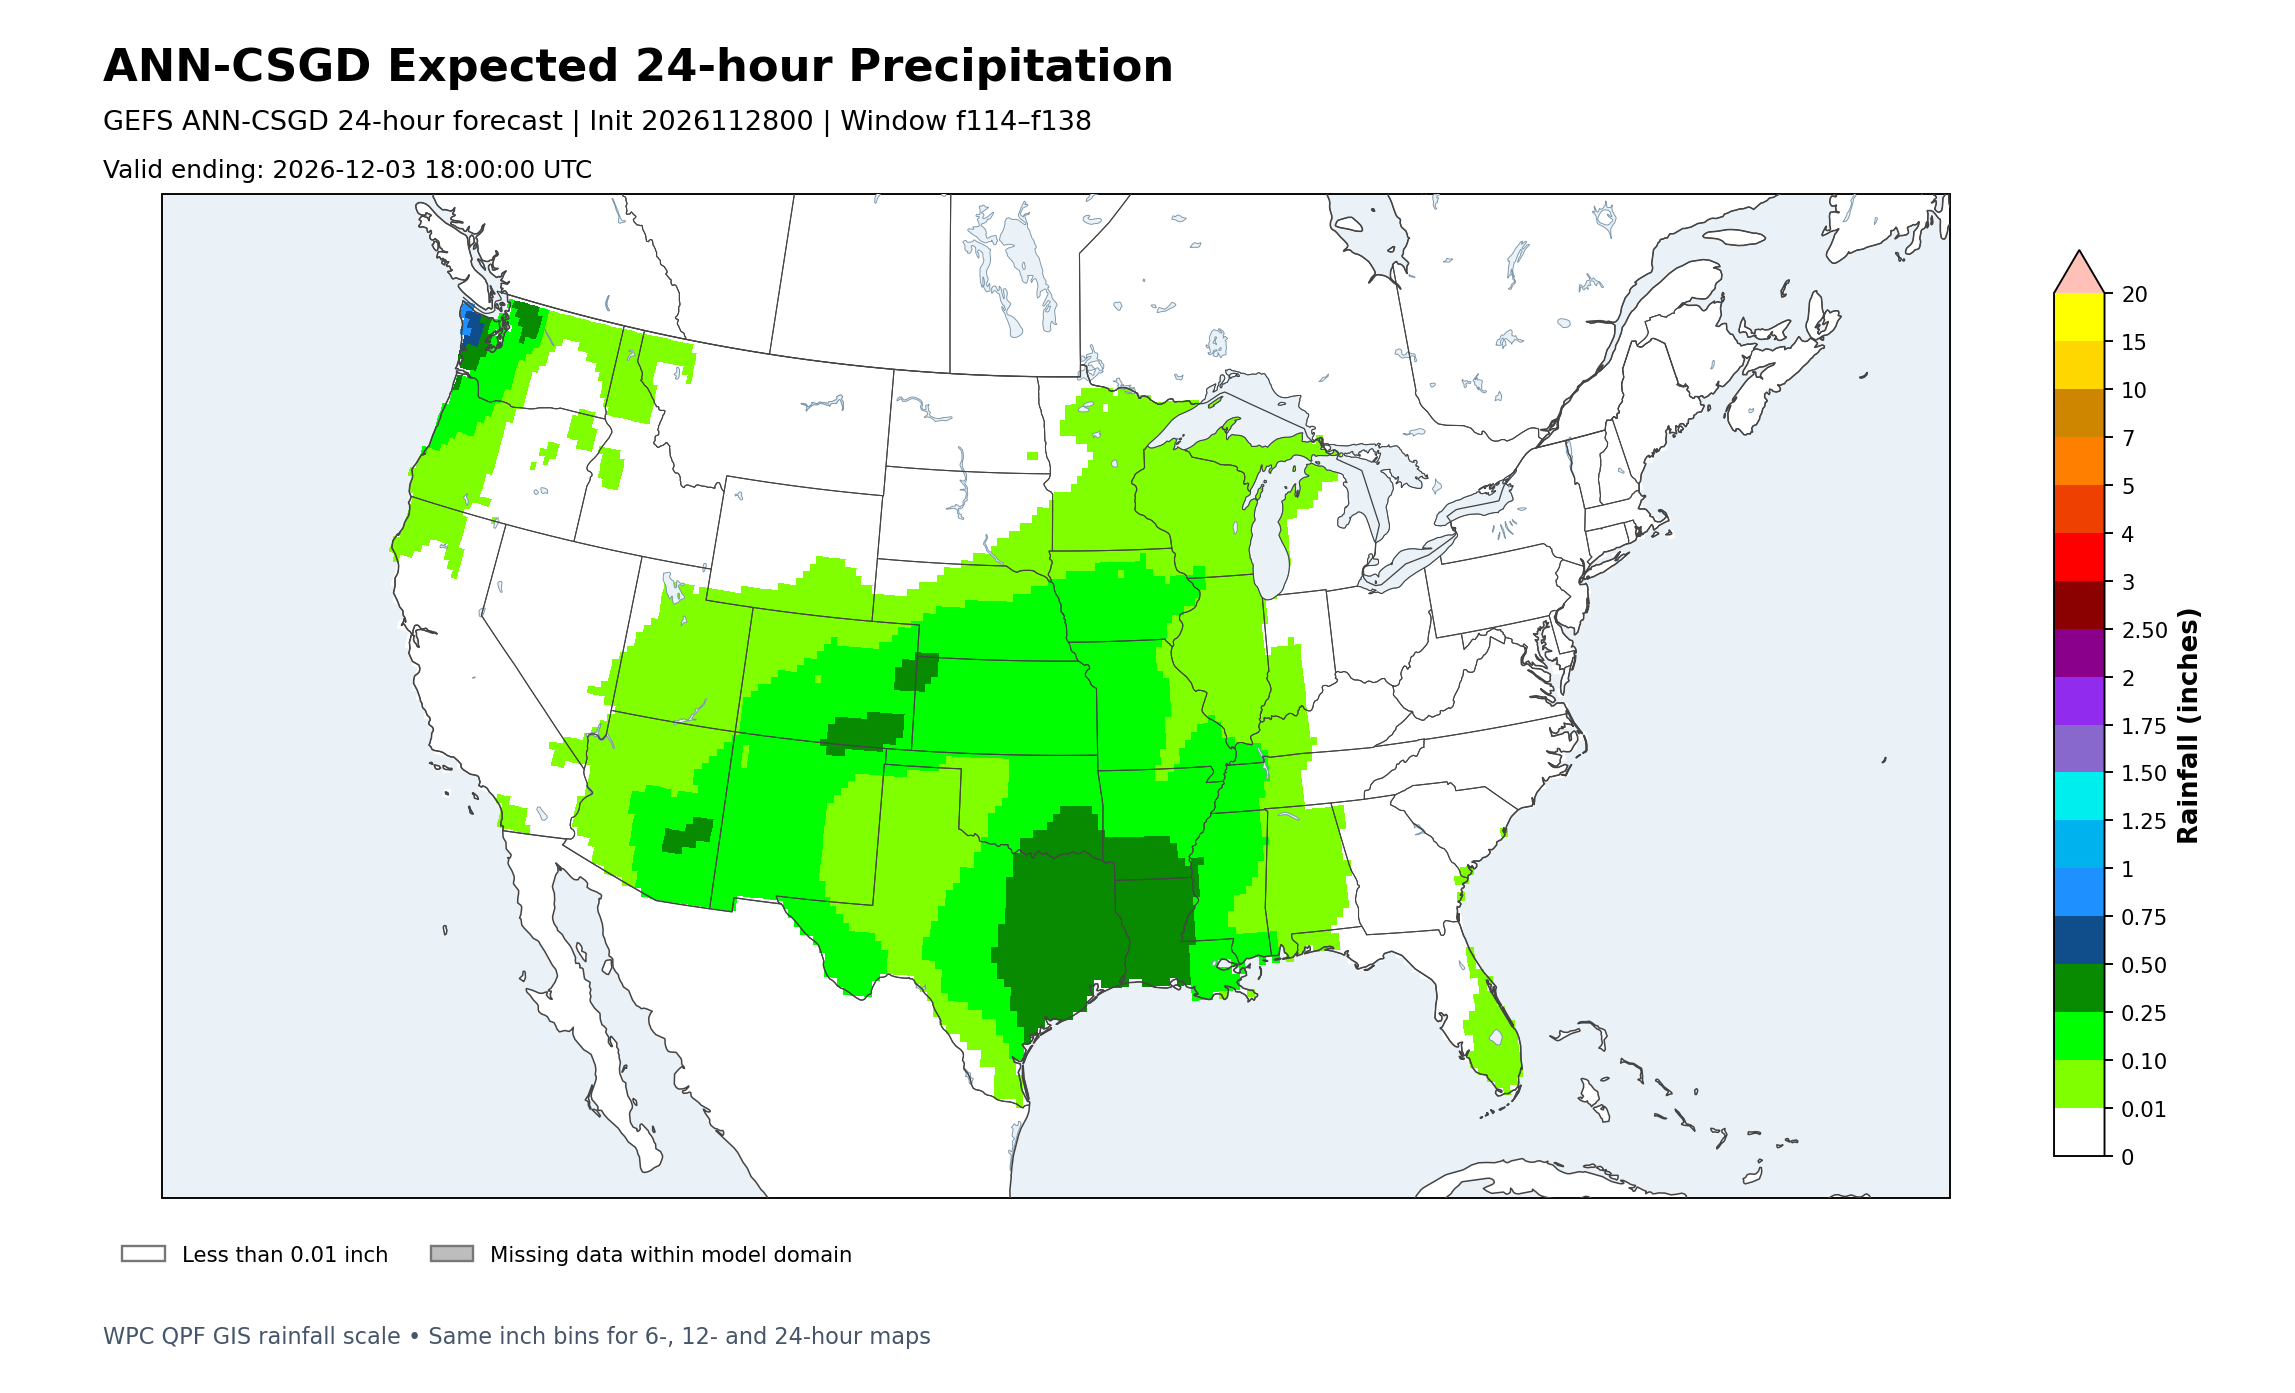 ANN-CSGD Expected 24-hour Precipitation
GEFS ANN-CSGD 24-hour forecast | Init 2026112800 | Window f114–f138
Valid ending: 2026-12-03 18:00:00 UTC
20
15
10
7
5
4
3
2.50
2
1.75
1.50
1.25
1
0.75
0.50
0.25
0.10
0.01
0
Rainfall (inches)
Less than 0.01 inch
Missing data within model domain
WPC QPF GIS rainfall scale • Same inch bins for 6-, 12- and 24-hour maps